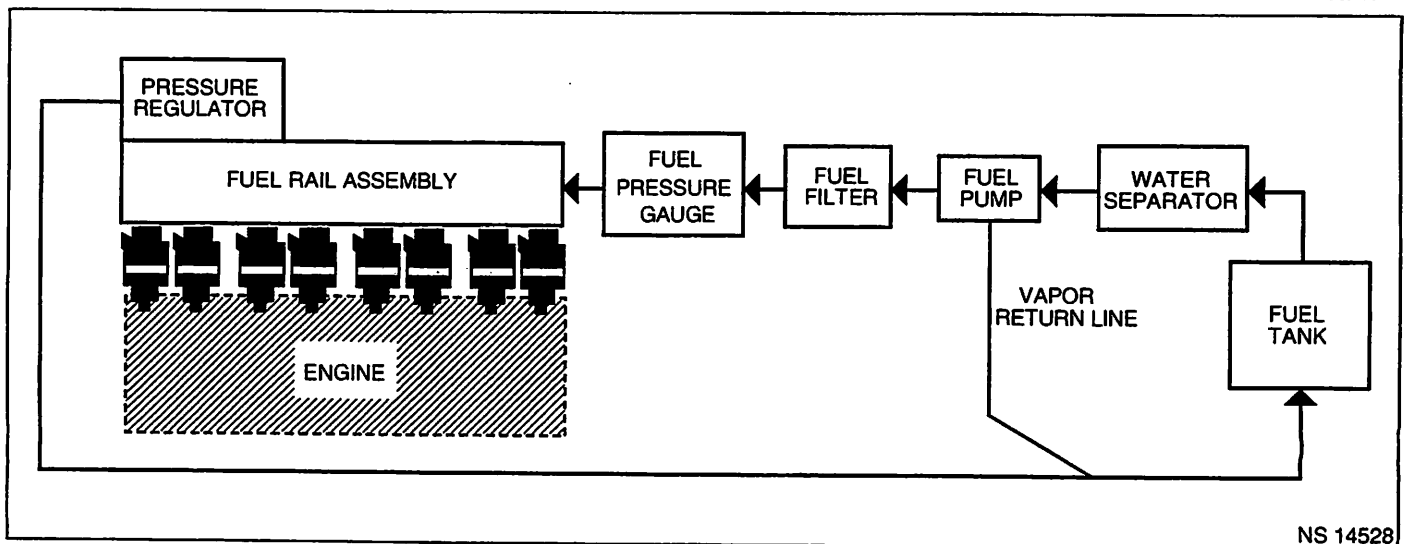 PRESSURE
REGULATOR
FUEL RAIL ASSEMBLY
FUEL
PRESSURE
GAUGE
FUEL
FILTER
FUEL
PUMP
WATER
SEPARATOR
VAPOR
RETURN LINE
FUEL
TANK
ENGINE
NS 14528